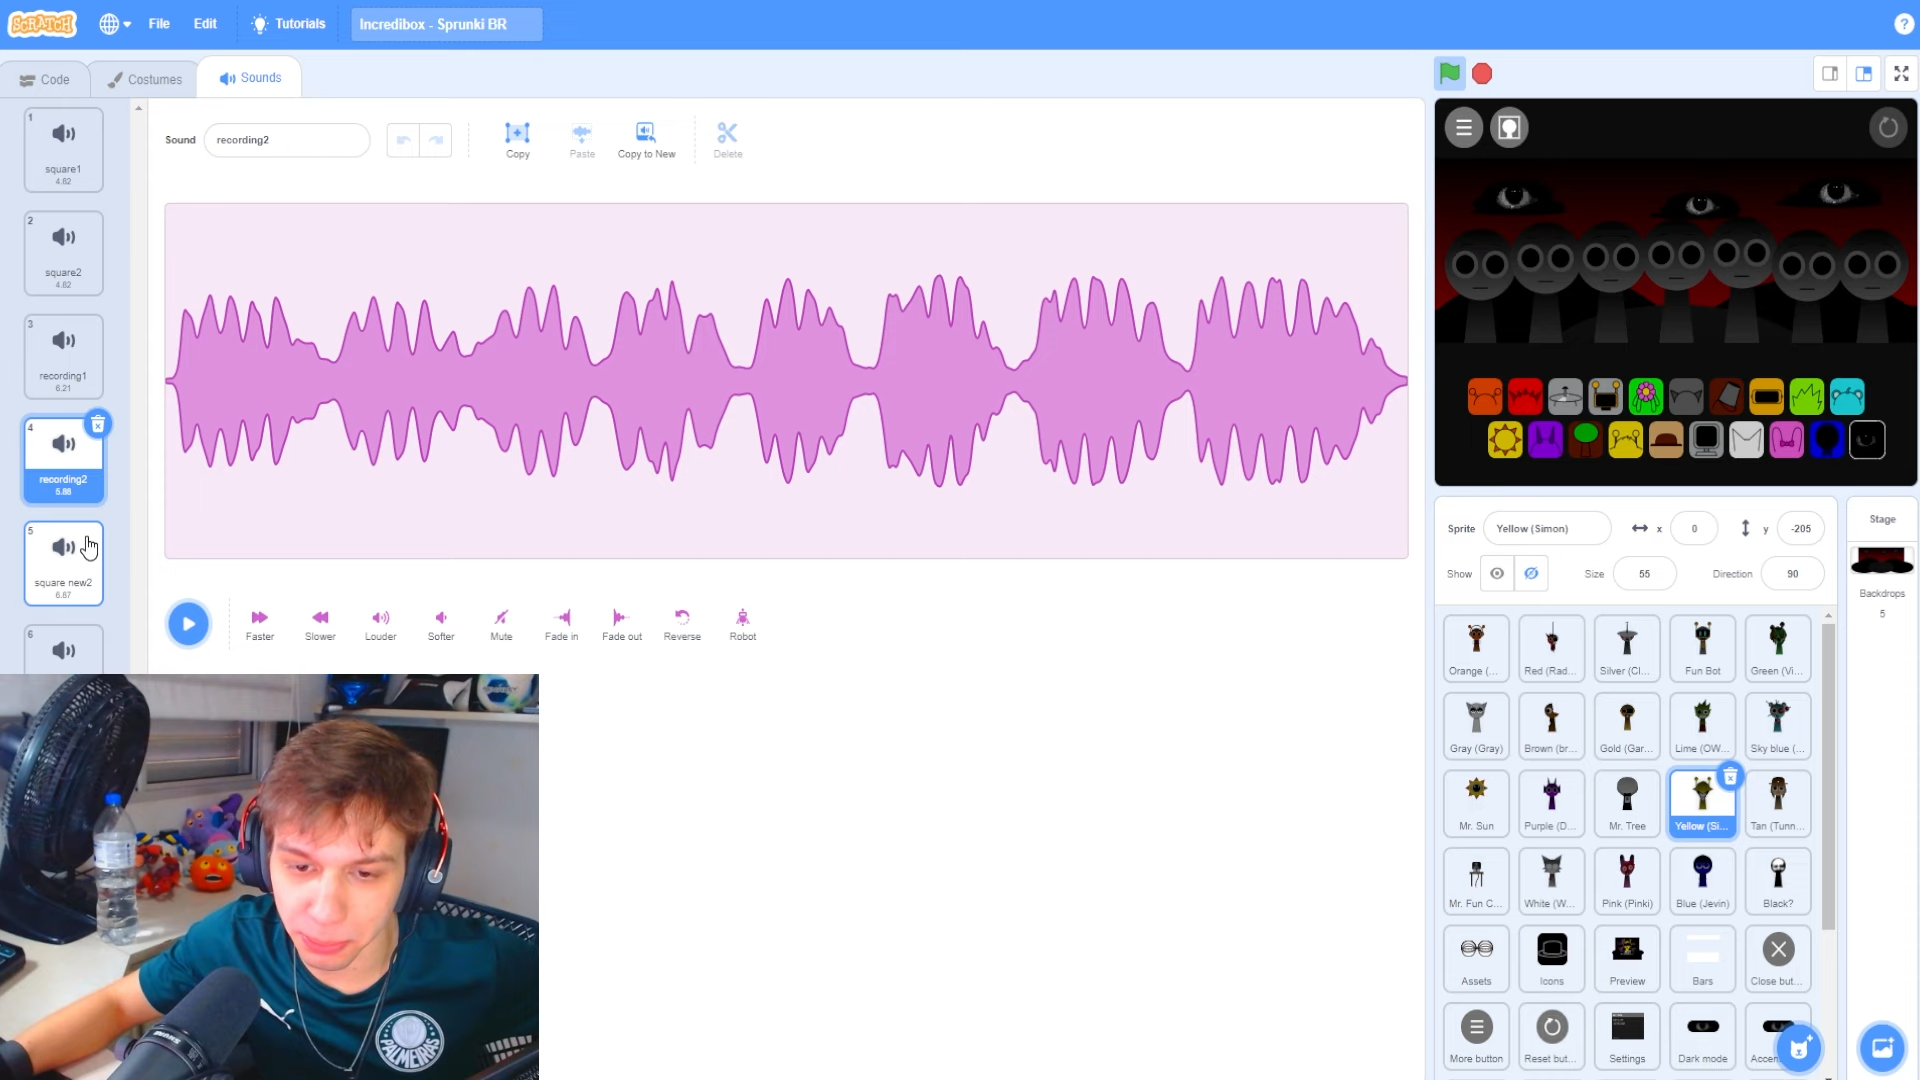 SCRATCH File Edit Tutorials Incredibox - Sprunki BR ?
Code Costumes Sounds
1
square1
4.62
2
square2
4.62
3
recording1
6.21
4
recording2
5.88
5
square new2
6.67
6
Sound recording2 Copy Paste Copy to New Delete
Faster Slower Louder Softer Mute Fade in Fade out Reverse Robot
Sprite Yellow (Simon) x 0 y -205
Show Size 55 Direction 90
Stage
Backdrops
5
Orange (... Red (Rad... Silver (Cl... Fun Bot Green (Vi...
Gray (Gray) Brown (br... Gold (Gar... Lime (OW... Sky blue (...
Mr. Sun Purple (D... Mr. Tree Yellow (Si... Tan (Tunn...
Mr. Fun C... White (W... Pink (Pinki) Blue (Jevin) Black?
Assets Icons Preview Bars Close but...
More button Reset but... Settings Dark mode Accen
PALMEIRAS